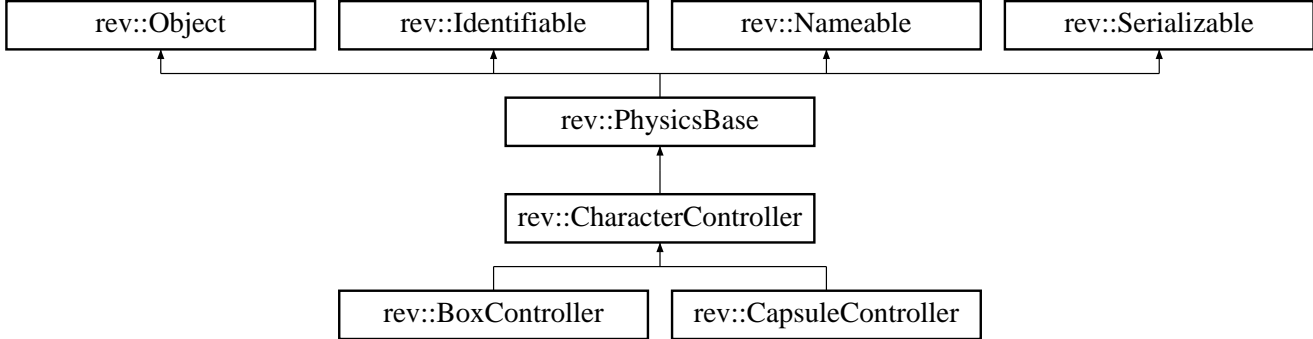 rev::Object
rev::Identifiable
rev::Nameable
rev::Serializable
rev::PhysicsBase
rev::CharacterController
rev::BoxController
rev::CapsuleController